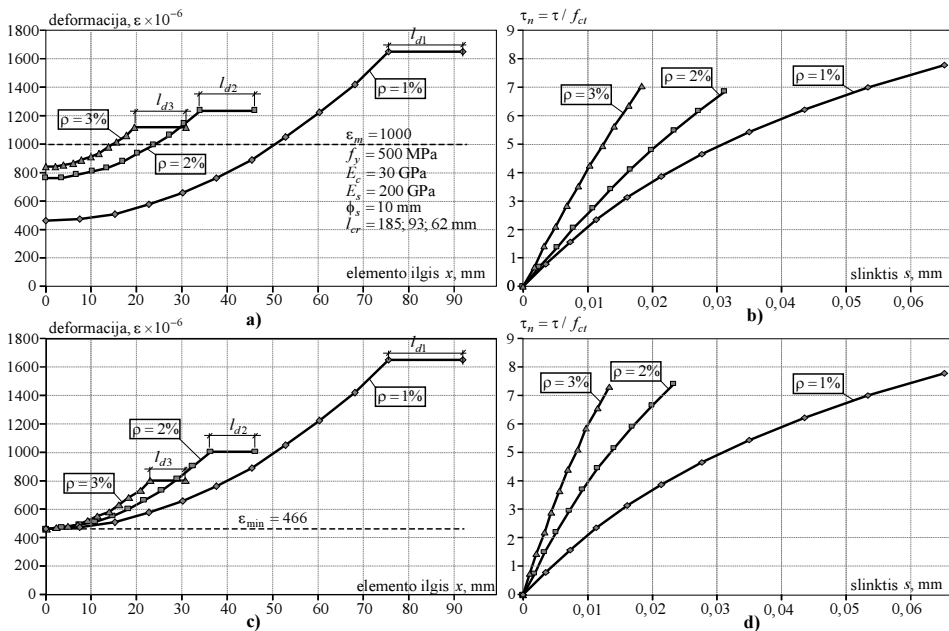 deformacija, ε ×10⁻⁶
1800
1600
1400
1200
1000
800
600
400
200
0
0 10 20 30 40 50 60 70 80 90
l_d1
l_d2
l_d3
ρ = 1%
ρ = 3%
ρ = 2%
ε_m = 1000
f_y = 500 MPa
E_c = 30 GPa
E_s = 200 GPa
ϕ_s = 10 mm
l_cr = 185; 93; 62 mm
elemento ilgis x, mm
a)
τ_n = τ / f_ct
9
8
7
6
5
4
3
2
1
0
0 0,01 0,02 0,03 0,04 0,05 0,06
ρ = 3%
ρ = 2%
ρ = 1%
slinktis s, mm
b)
deformacija, ε ×10⁻⁶
1800
1600
1400
1200
1000
800
600
400
200
0
0 10 20 30 40 50 60 70 80 90
l_d1
l_d2
l_d3
ρ = 1%
ρ = 2%
ρ = 3%
ε_min = 466
elemento ilgis x, mm
c)
τ_n = τ / f_ct
9
8
7
6
5
4
3
2
1
0
0 0,01 0,02 0,03 0,04 0,05 0,06
ρ = 3%
ρ = 2%
ρ = 1%
slinktis s, mm
d)